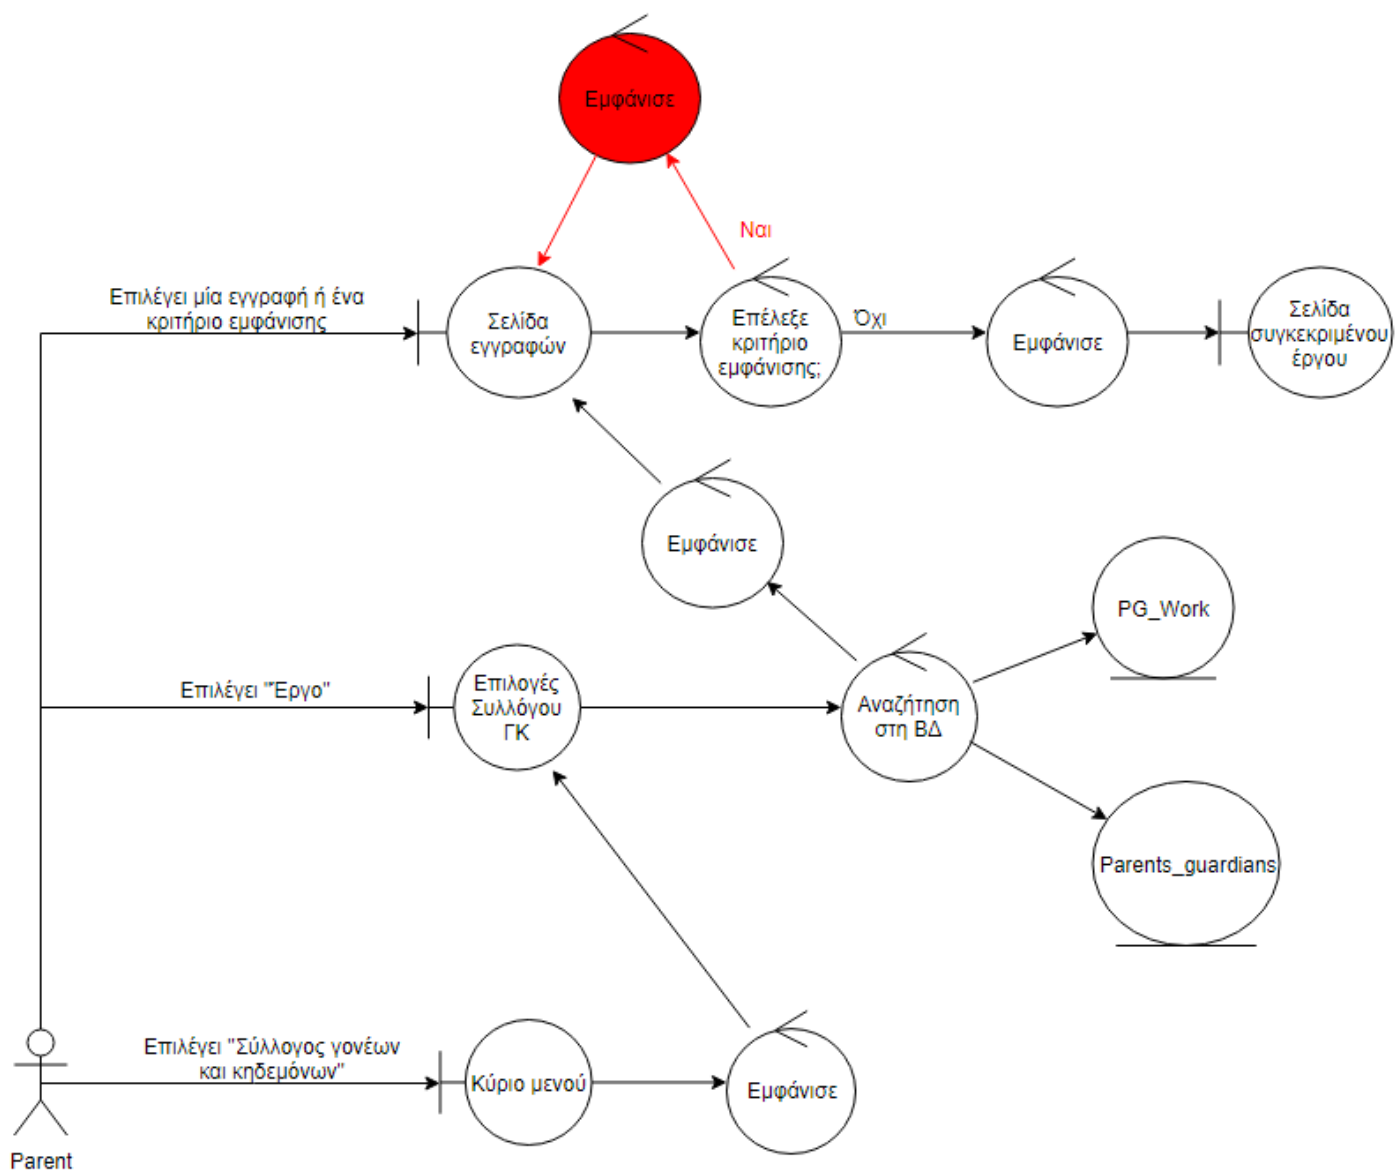 Εμφάνισε
Ναι
Επιλέγει μία εγγραφή ή ένα
κριτήριο εμφάνισης
Σελίδα
εγγραφών
Επέλεξε
κριτήριο
εμφάνισης;
Όχι
Εμφάνισε
Σελίδα
συγκεκριμένου
έργου
Εμφάνισε
PG_Work
Επιλέγει "Έργο"
Επιλογές
Συλλόγου
ΓΚ
Αναζήτηση
στη ΒΔ
Parents_guardians
Επιλέγει "Σύλλογος γονέων
και κηδεμόνων"
Κύριο μενού
Εμφάνισε
Parent